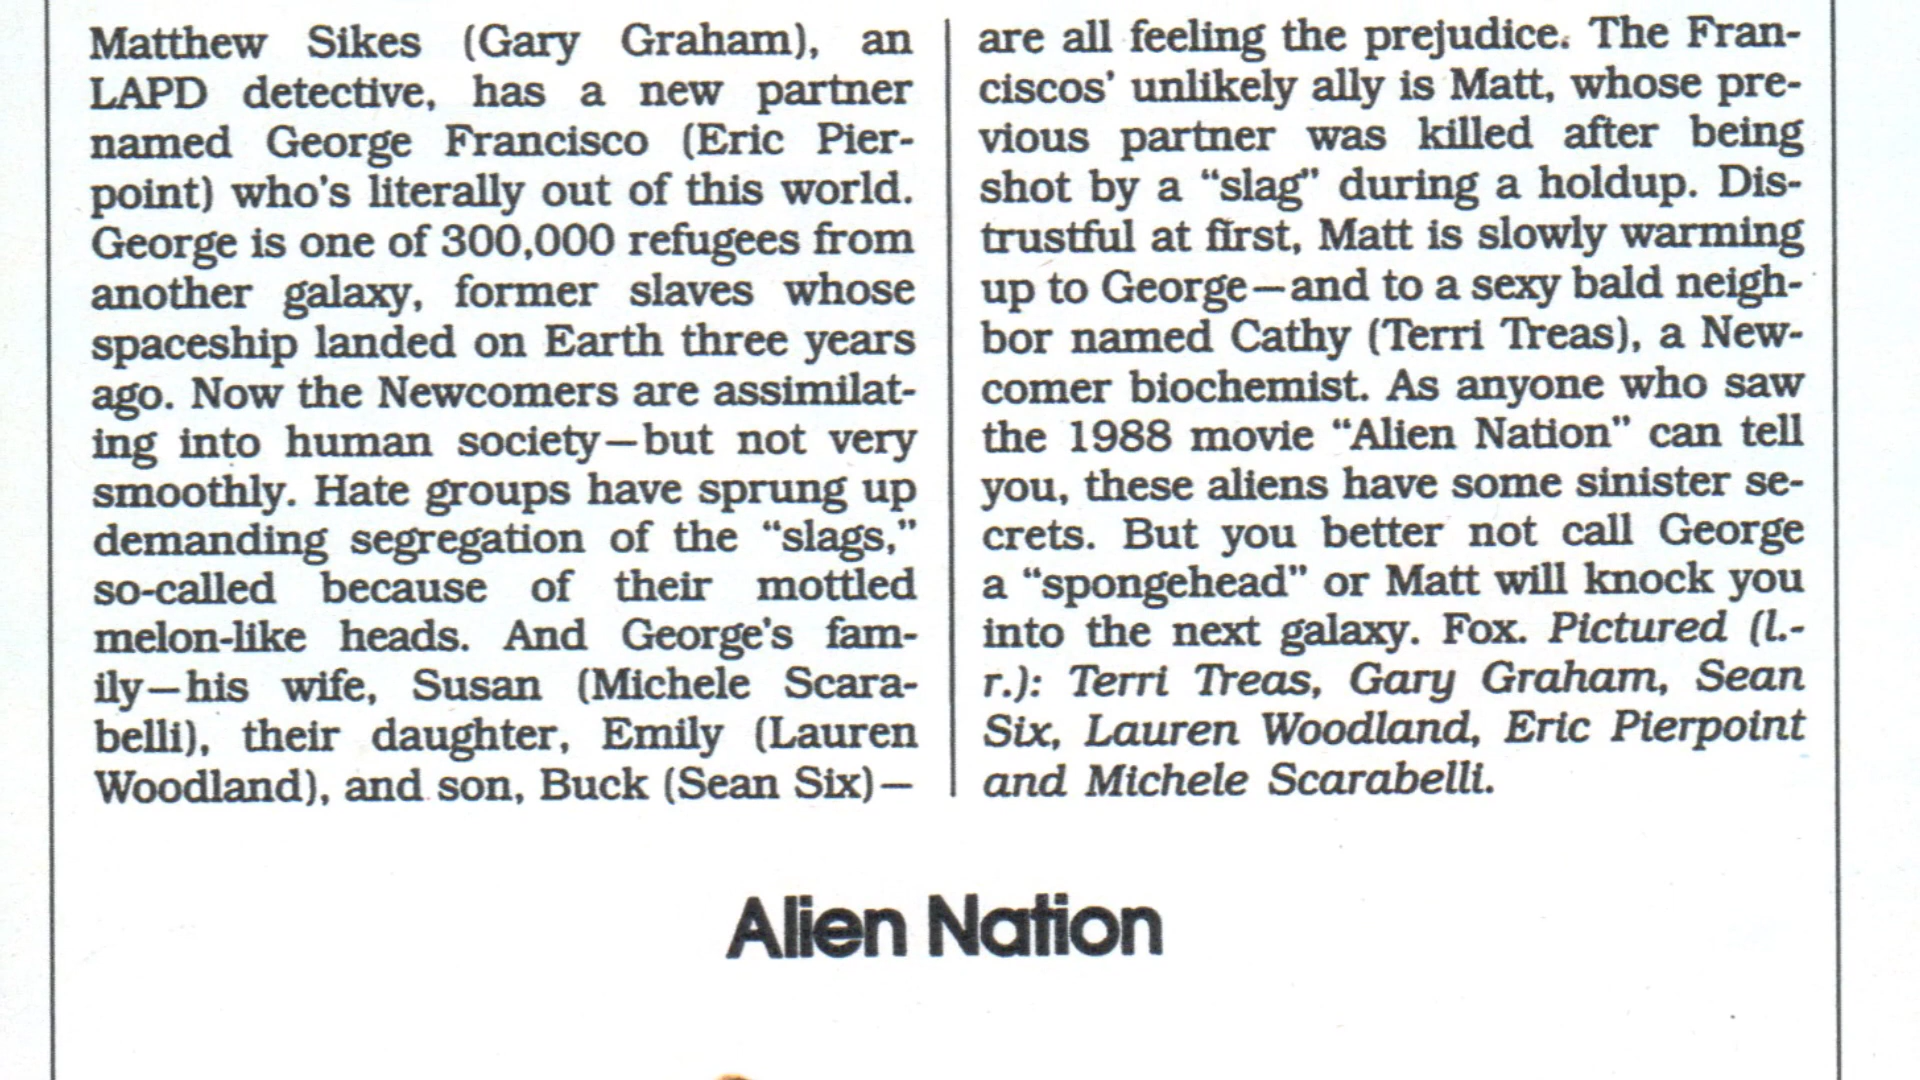 Matthew Sikes (Gary Graham), an
LAPD detective, has a new partner
named George Francisco (Eric Pier-
point) who's literally out of this world.
George is one of 300,000 refugees from
another galaxy, former slaves whose
spaceship landed on Earth three years
ago. Now the Newcomers are assimilat-
ing into human society—but not very
smoothly. Hate groups have sprung up
demanding segregation of the “slags,”
so-called because of their mottled
melon-like heads. And George's fam-
ily—his wife, Susan (Michele Scara-
belli), their daughter, Emily (Lauren
Woodland), and son, Buck (Sean Six)—
are all feeling the prejudice. The Fran-
ciscos’ unlikely ally is Matt, whose pre-
vious partner was killed after being
shot by a “slag” during a holdup. Dis-
trustful at first, Matt is slowly warming
up to George—and to a sexy bald neigh-
bor named Cathy (Terri Treas), a New-
comer biochemist. As anyone who saw
the 1988 movie “Alien Nation” can tell
you, these aliens have some sinister se-
crets. But you better not call George
a “spongehead” or Matt will knock you
into the next galaxy. Fox. Pictured (l.-
r.): Terri Treas, Gary Graham, Sean
Six, Lauren Woodland, Eric Pierpoint
and Michele Scarabelli.
Alien Nation